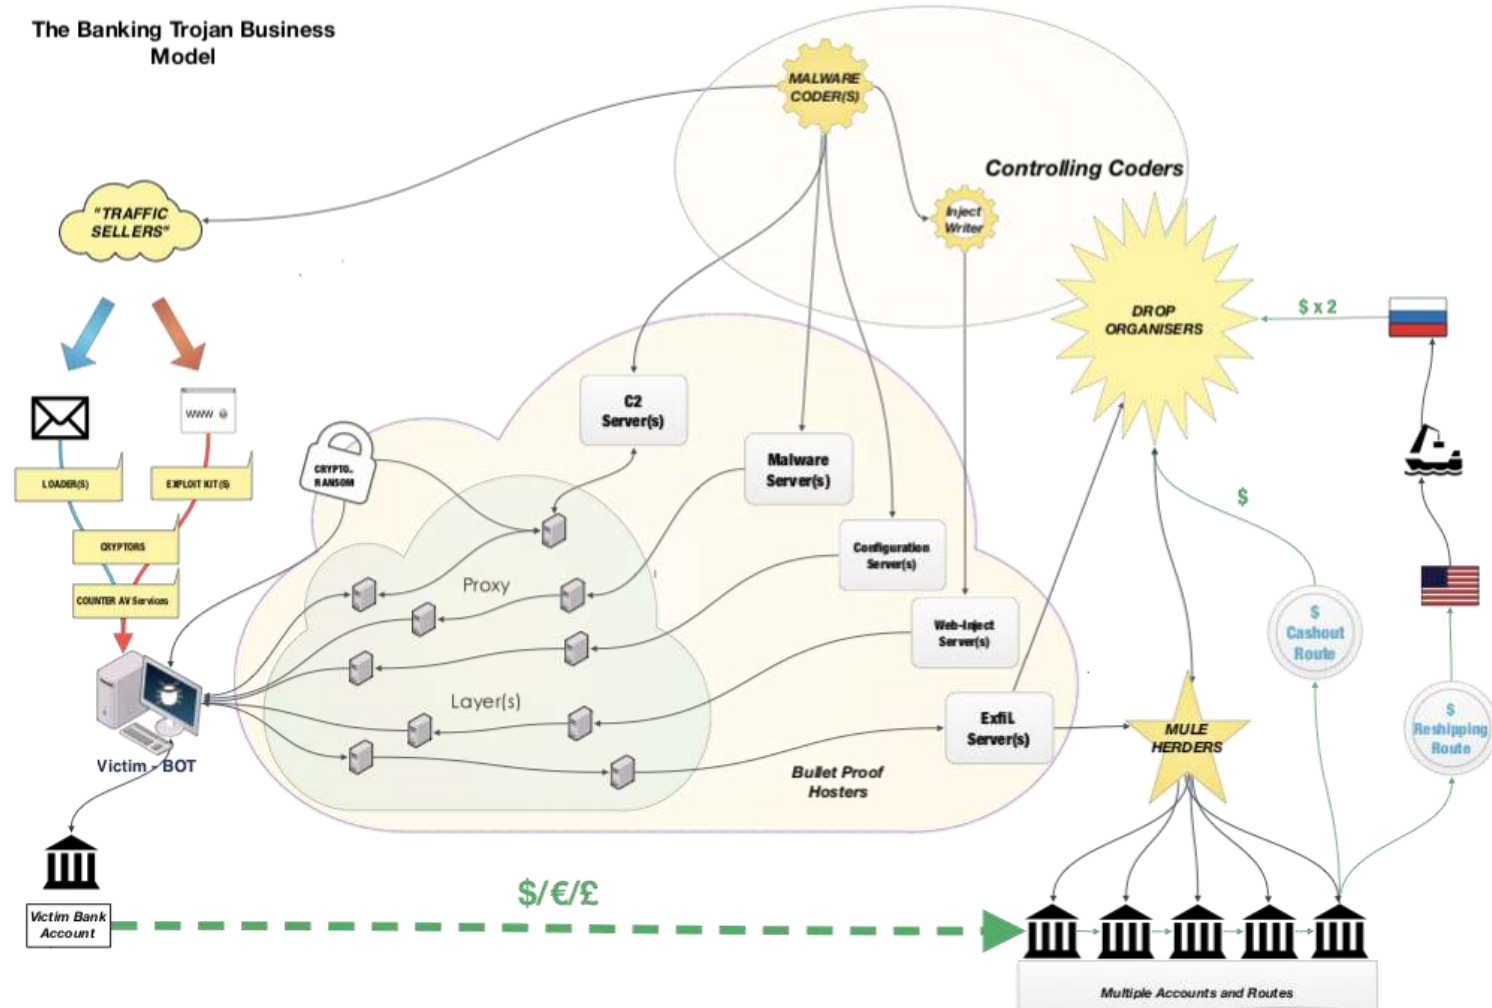 The Banking Trojan Business
Model
MALWARE
CODER(S)
Controlling Coders
"TRAFFIC
SELLERS"
Inject
Writer
DROP
ORGANISERS
$ x 2
C2
Server(s)
WWW
CRYPTO..
RANSOM
Malware
Server(s)
LOADER(S)
EXPLOIT KIT(S)
$
CRYPTORS
Configuration
Server(s)
Proxy
COUNTER AV Services
$
Cashout
Route
Web-Inject
Server(s)
Layer(s)
Exfil
Server(s)
$
Reshipping
Route
MULE
HERDERS
Victim - BOT
Bullet Proof
Hosters
$/€/£
Victim Bank
Account
Multiple Accounts and Routes